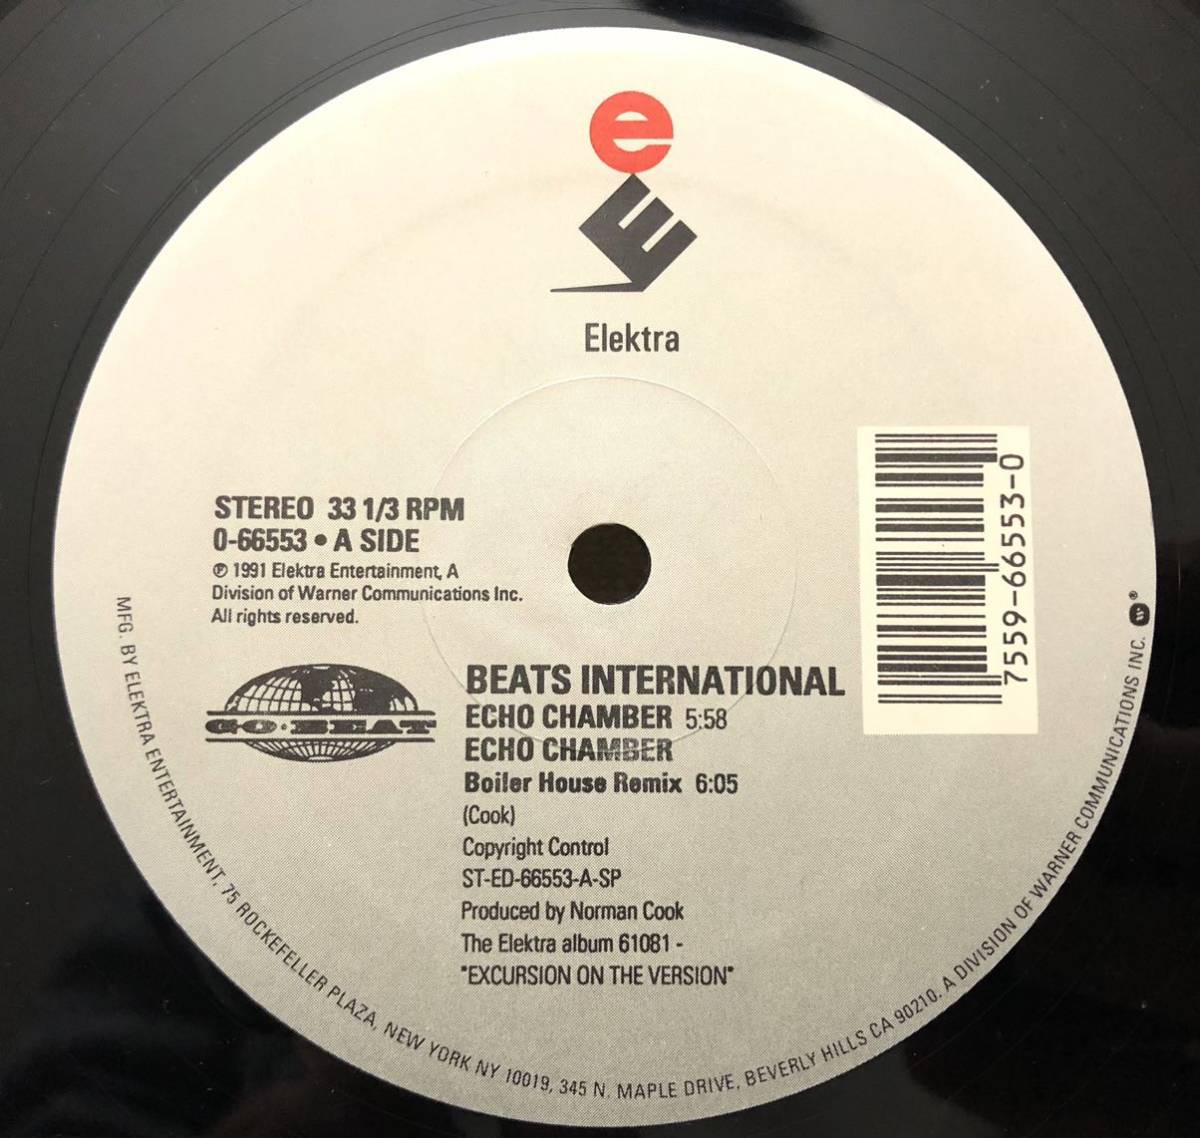 e
E
Elektra
STEREO 33 1/3 RPM
0-66553 • A SIDE
℗ 1991 Elektra Entertainment, A
Division of Warner Communications Inc.
All rights reserved.
GO·BEAT
BEATS INTERNATIONAL
ECHO CHAMBER 5:58
ECHO CHAMBER
Boiler House Remix 6:05
(Cook)
Copyright Control
ST-ED-66553-A-SP
Produced by Norman Cook
The Elektra album 61081 -
"EXCURSION ON THE VERSION"
7559-66553-0
MFG. BY ELEKTRA ENTERTAINMENT, 75 ROCKEFELLER PLAZA, NEW YORK NY 10019, 345 N. MAPLE DRIVE, BEVERLY HILLS CA 90210. A DIVISION OF WARNER COMMUNICATIONS INC. W®